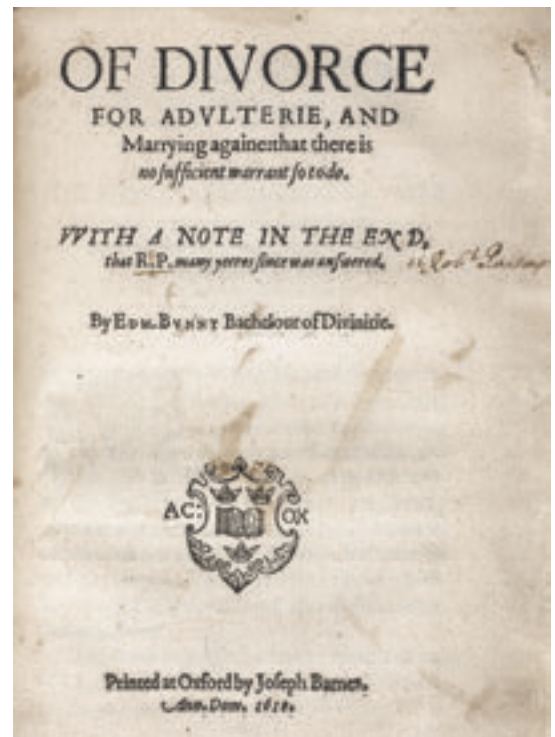 OF DIVORCE
FOR ADVLTERIE, AND
Marrying againe: that there is
no sufficient warrant so to do.
WITH A NOTE IN THE END,
that R.P. many yeeres since was answered.
By EDM. BVNNY Bachelour of Divinitie.
AC: OX
Printed at Oxford by Joseph Barnes.
Ann. Dom. 1610.